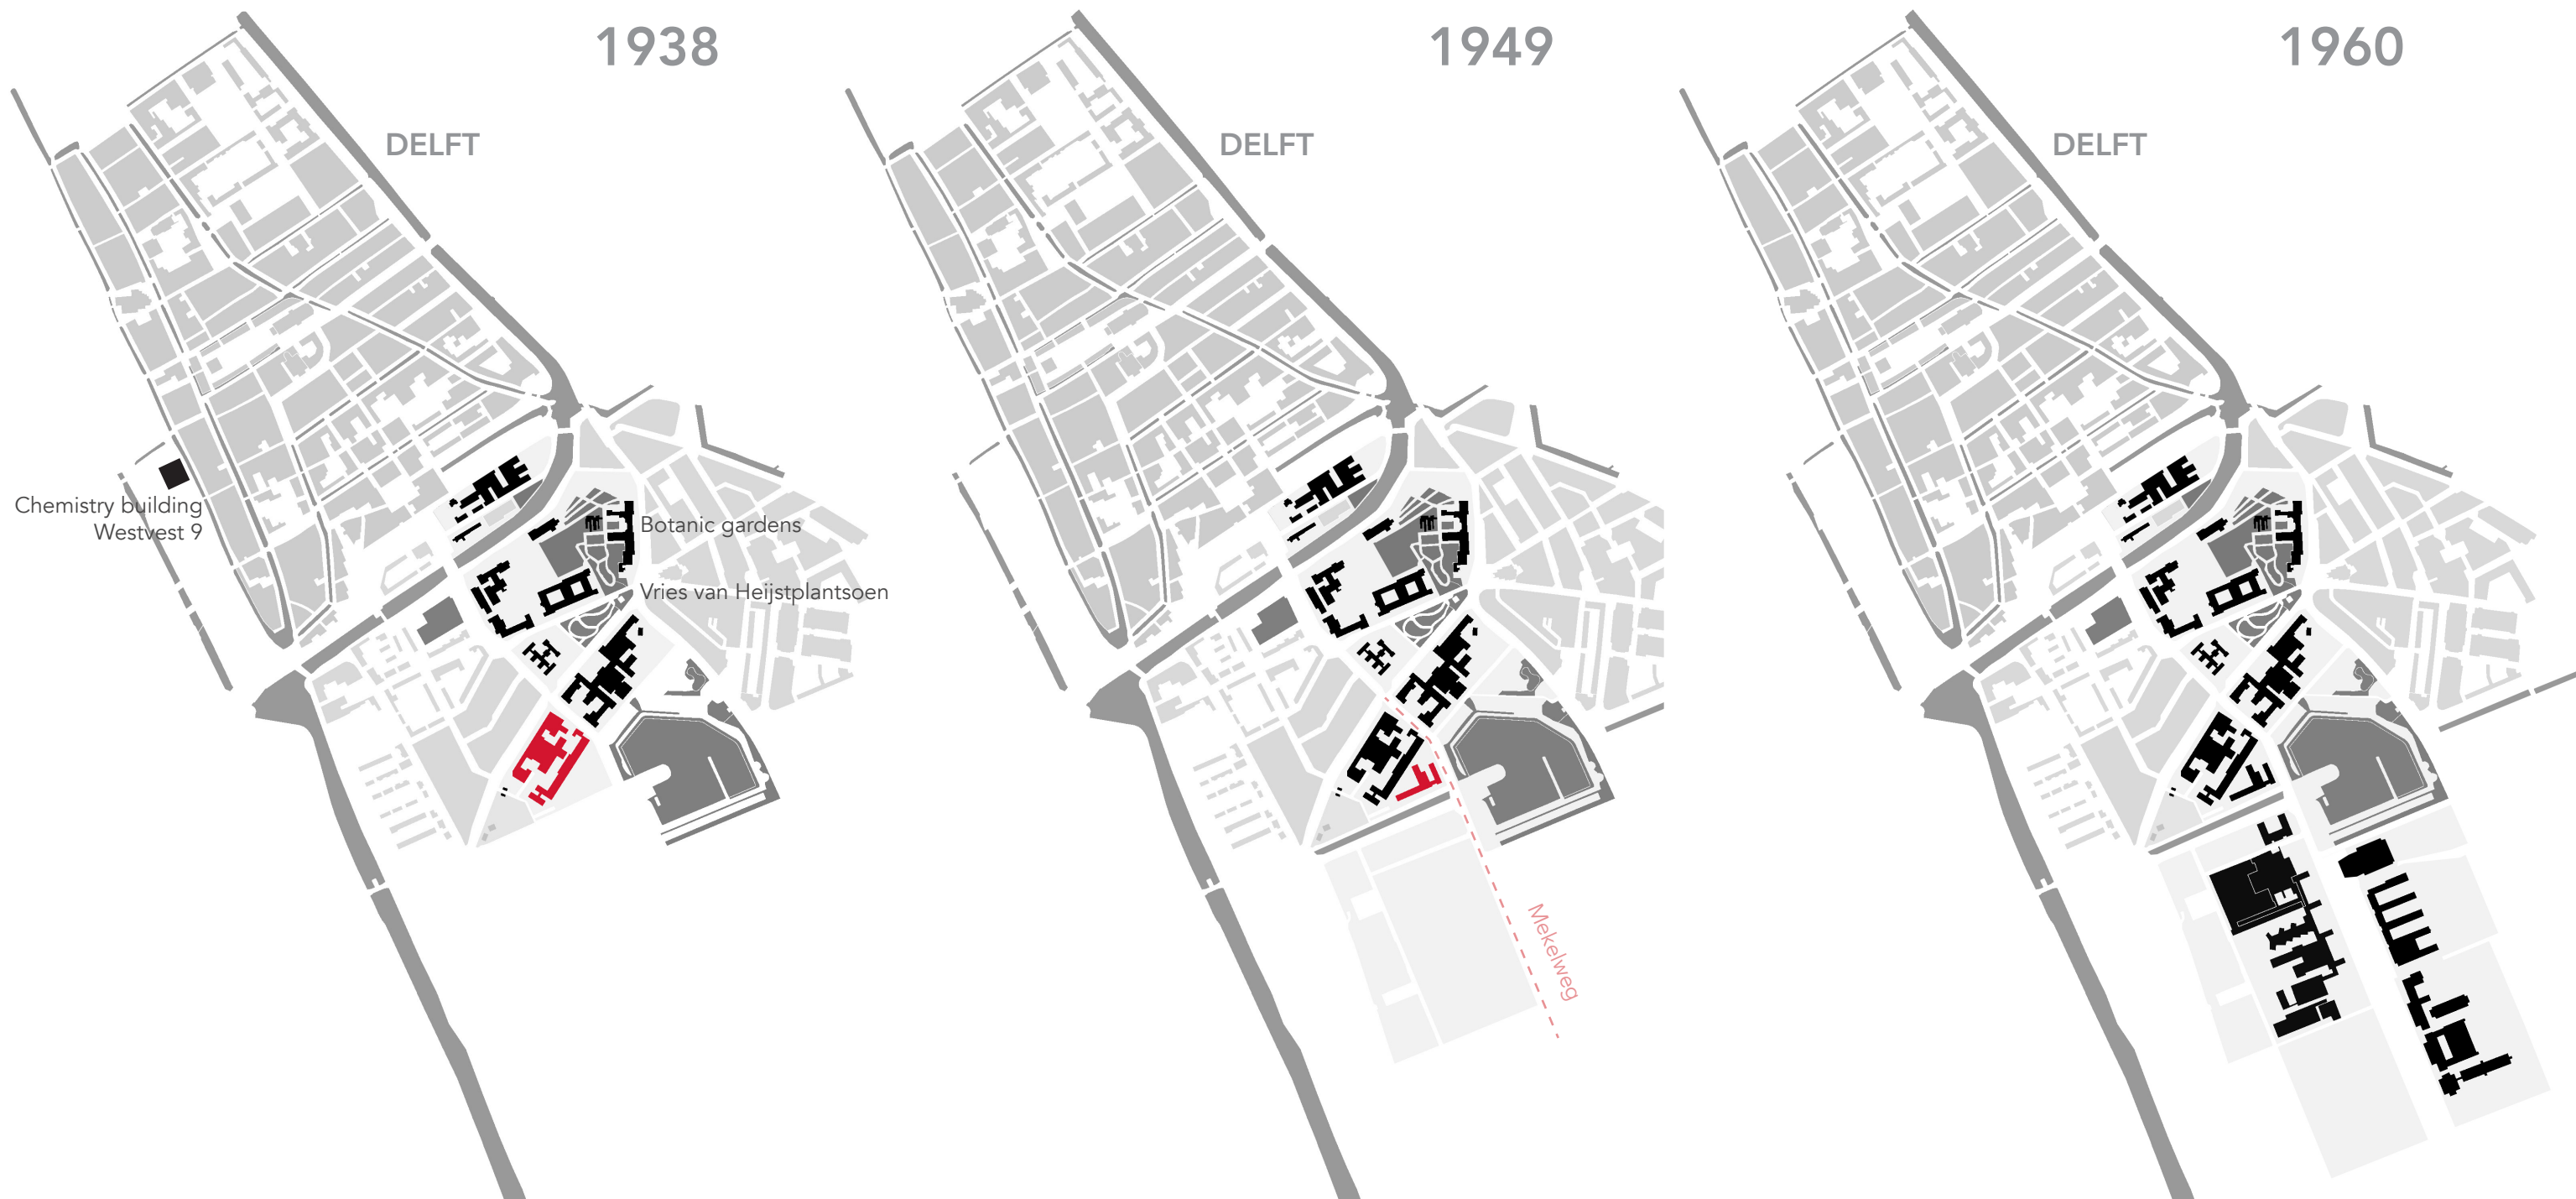 1938
DELFT
Chemistry building
Westvest 9
Botanic gardens
Vries van Heijstplantsoen
1949
DELFT
Mekelweg
1960
DELFT